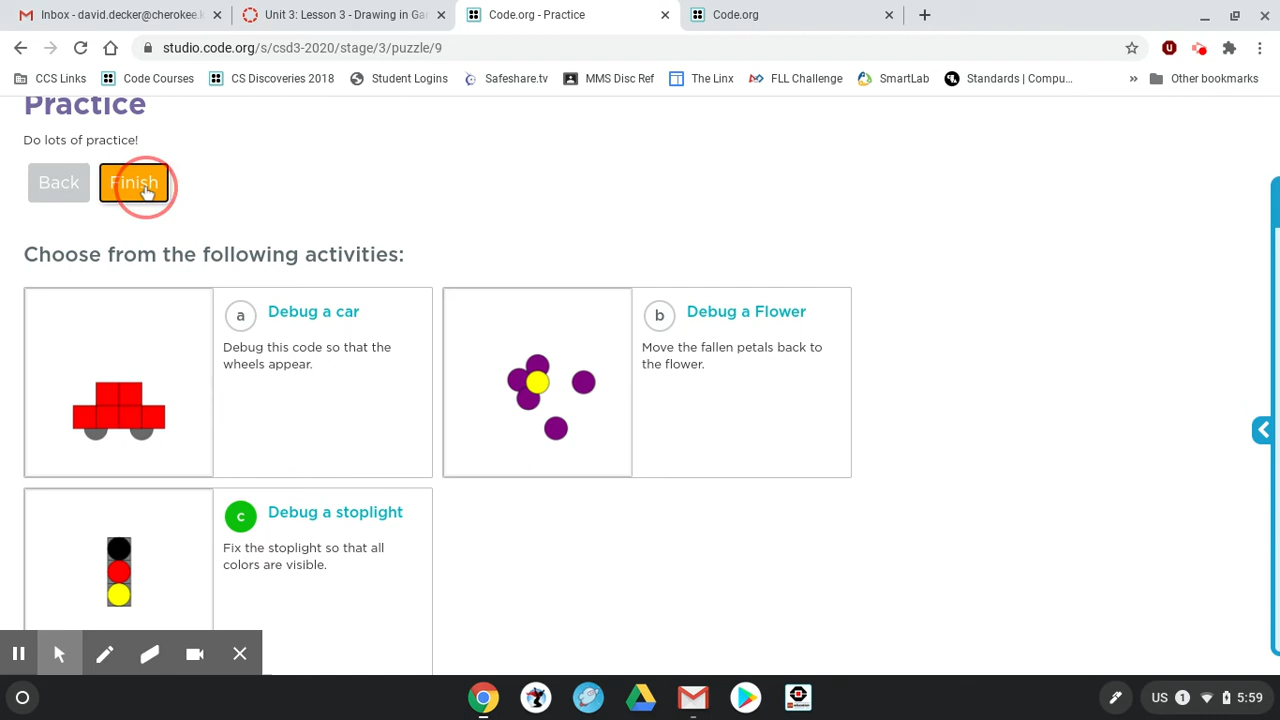 Inbox - david.decker@cherokee.k
Unit 3: Lesson 3 - Drawing in Gar
Code.org - Practice
Code.org
studio.code.org/s/csd3-2020/stage/3/puzzle/9
CCS Links
Code Courses
CS Discoveries 2018
Student Logins
Safeshare.tv
MMS Disc Ref
The Linx
FLL Challenge
SmartLab
Standards | Compu...
Other bookmarks
Practice
Do lots of practice!
Back
Finish
Choose from the following activities:
a
Debug a car
Debug this code so that the
wheels appear.
b
Debug a Flower
Move the fallen petals back to
the flower.
c
Debug a stoplight
Fix the stoplight so that all
colors are visible.
US
1
5:59